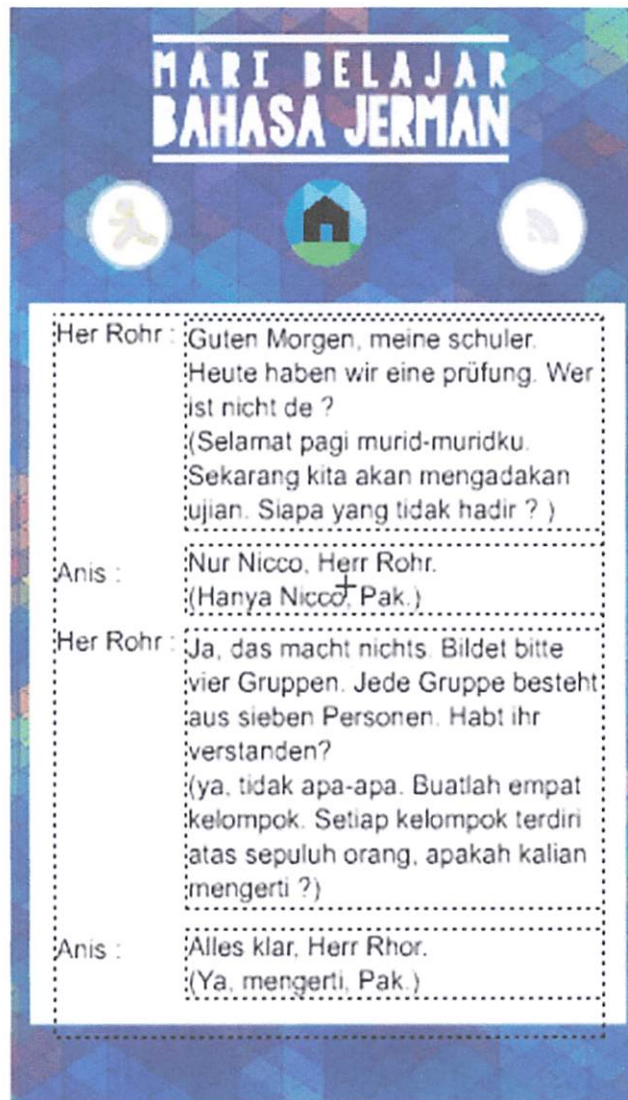 MARI BELAJAR
BAHASA JERMAN
Her Rohr : Guten Morgen, meine schuler.
Heute haben wir eine prüfung. Wer
ist nicht de ?
(Selamat pagi murid-muridku.
Sekarang kita akan mengadakan
ujian. Siapa yang tidak hadir ? )
Anis : Nur Nicco, Herr Rohr.
(Hanya Nicco, Pak.)
Her Rohr : Ja, das macht nichts. Bildet bitte
vier Gruppen. Jede Gruppe besteht
aus sieben Personen. Habt ihr
verstanden?
(ya, tidak apa-apa. Buatlah empat
kelompok. Setiap kelompok terdiri
atas sepuluh orang, apakah kalian
mengerti ?)
Anis : Alles klar, Herr Rhor.
(Ya, mengerti, Pak.)